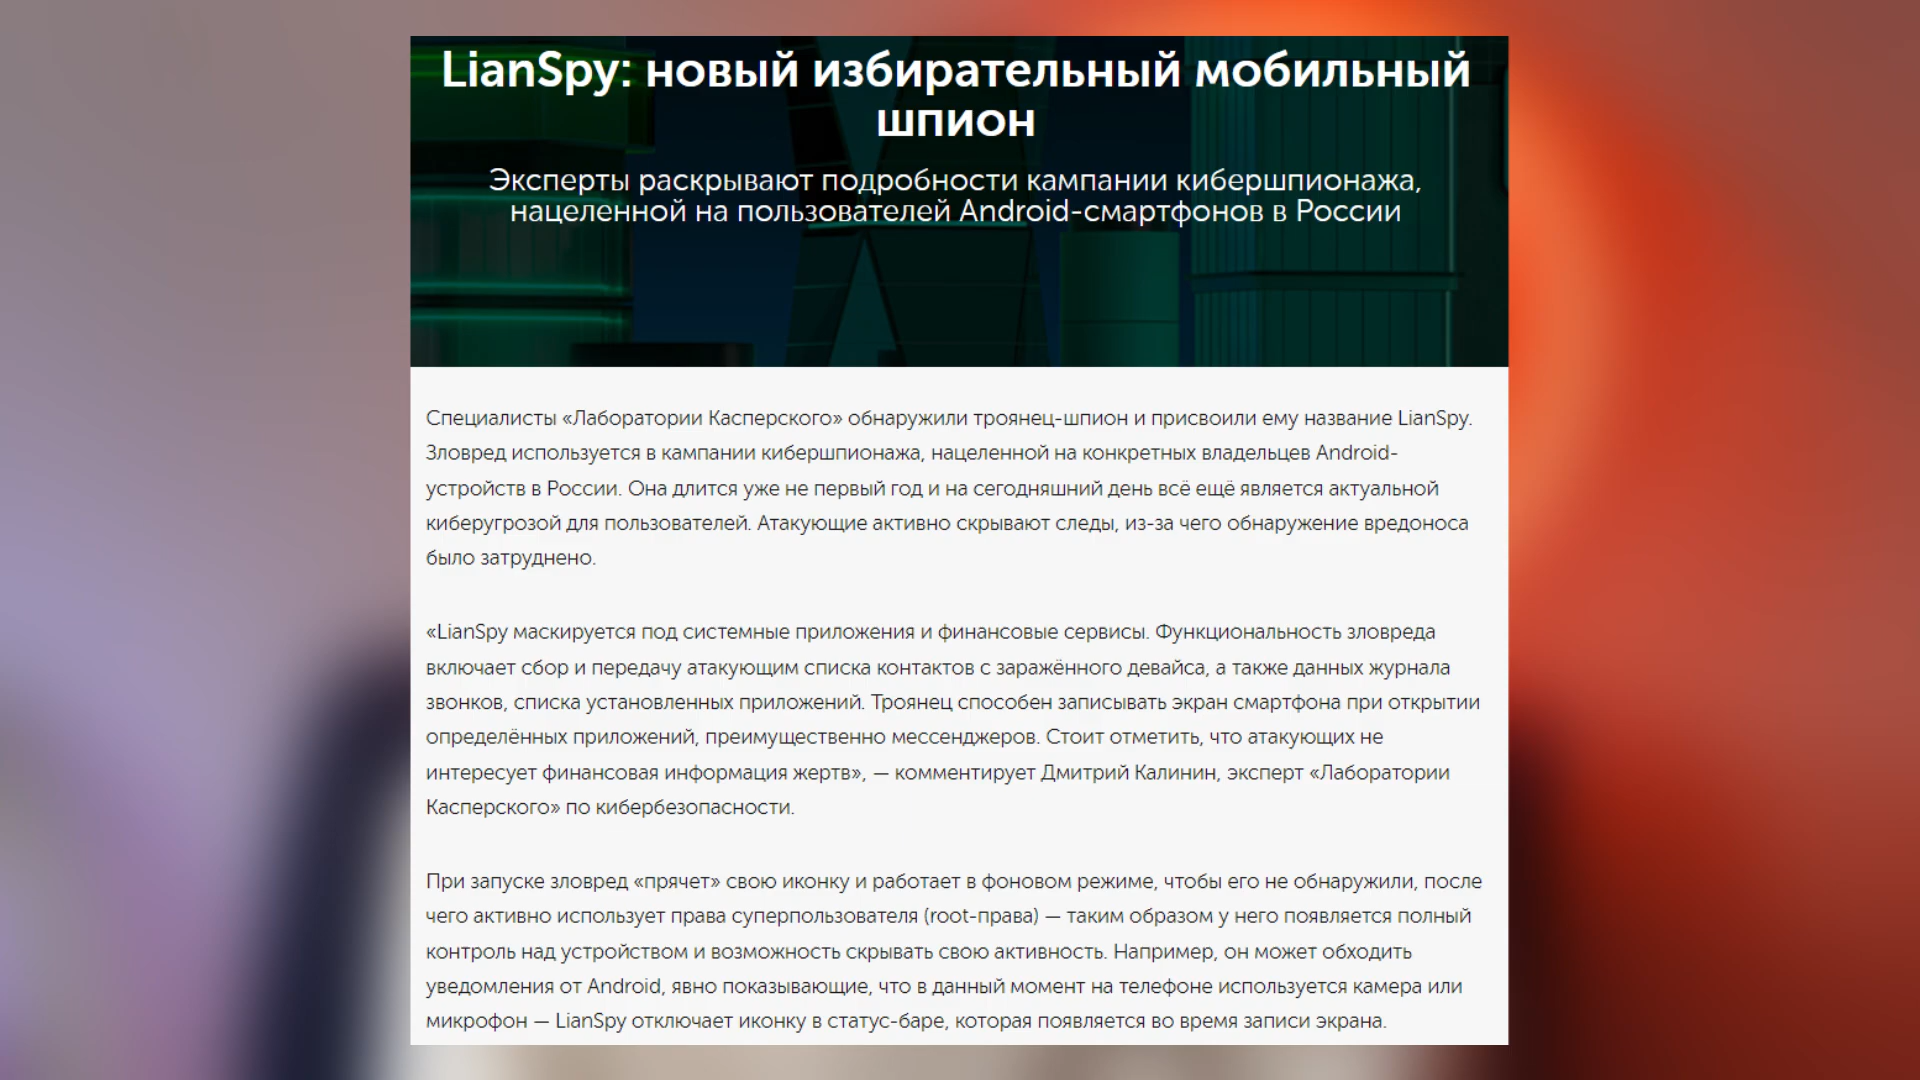 LianSpy: новый избирательный мобильный
шпион
Эксперты раскрывают подробности кампании кибершпионажа,
нацеленной на пользователей Android-смартфонов в России
Специалисты «Лаборатории Касперского» обнаружили троянец-шпион и присвоили ему название LianSpy.
Зловред используется в кампании кибершпионажа, нацеленной на конкретных владельцев Android-
устройств в России. Она длится уже не первый год и на сегодняшний день всё ещё является актуальной
киберугрозой для пользователей. Атакующие активно скрывают следы, из-за чего обнаружение вредоноса
было затруднено.
«LianSpy маскируется под системные приложения и финансовые сервисы. Функциональность зловреда
включает сбор и передачу атакующим списка контактов с заражённого девайса, а также данных журнала
звонков, списка установленных приложений. Троянец способен записывать экран смартфона при открытии
определённых приложений, преимущественно мессенджеров. Стоит отметить, что атакующих не
интересует финансовая информация жертв», — комментирует Дмитрий Калинин, эксперт «Лаборатории
Касперского» по кибербезопасности.
При запуске зловред «прячет» свою иконку и работает в фоновом режиме, чтобы его не обнаружили, после
чего активно использует права суперпользователя (root-права) — таким образом у него появляется полный
контроль над устройством и возможность скрывать свою активность. Например, он может обходить
уведомления от Android, явно показывающие, что в данный момент на телефоне используется камера или
микрофон — LianSpy отключает иконку в статус-баре, которая появляется во время записи экрана.